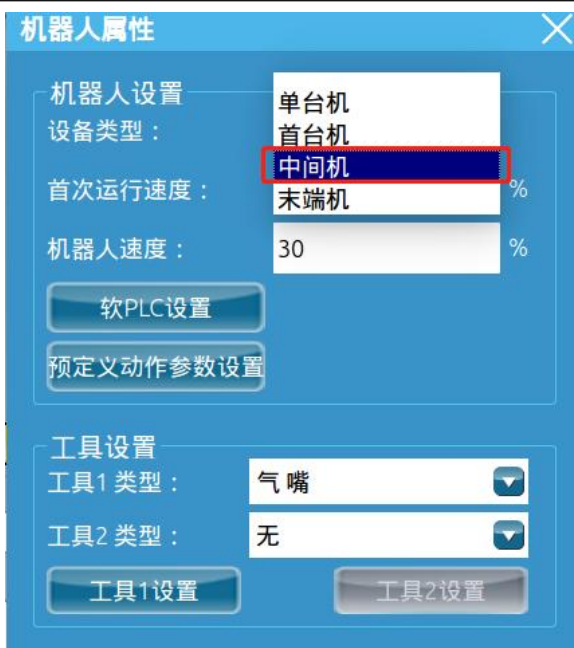 机器人属性
机器人设置
设备类型：
单台机
首台机
中间机
末端机
首次运行速度：
%
机器人速度： 30 %
软PLC设置
预定义动作参数设置
工具设置
工具1 类型： 气嘴
工具2 类型： 无
工具1设置 工具2设置